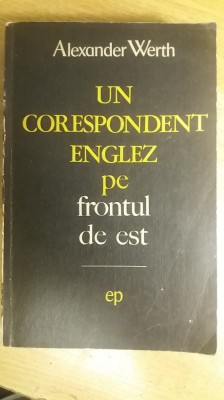 Alexander Werth
UN
CORESPONDENT
ENGLEZ
pe
frontul
de est
ep